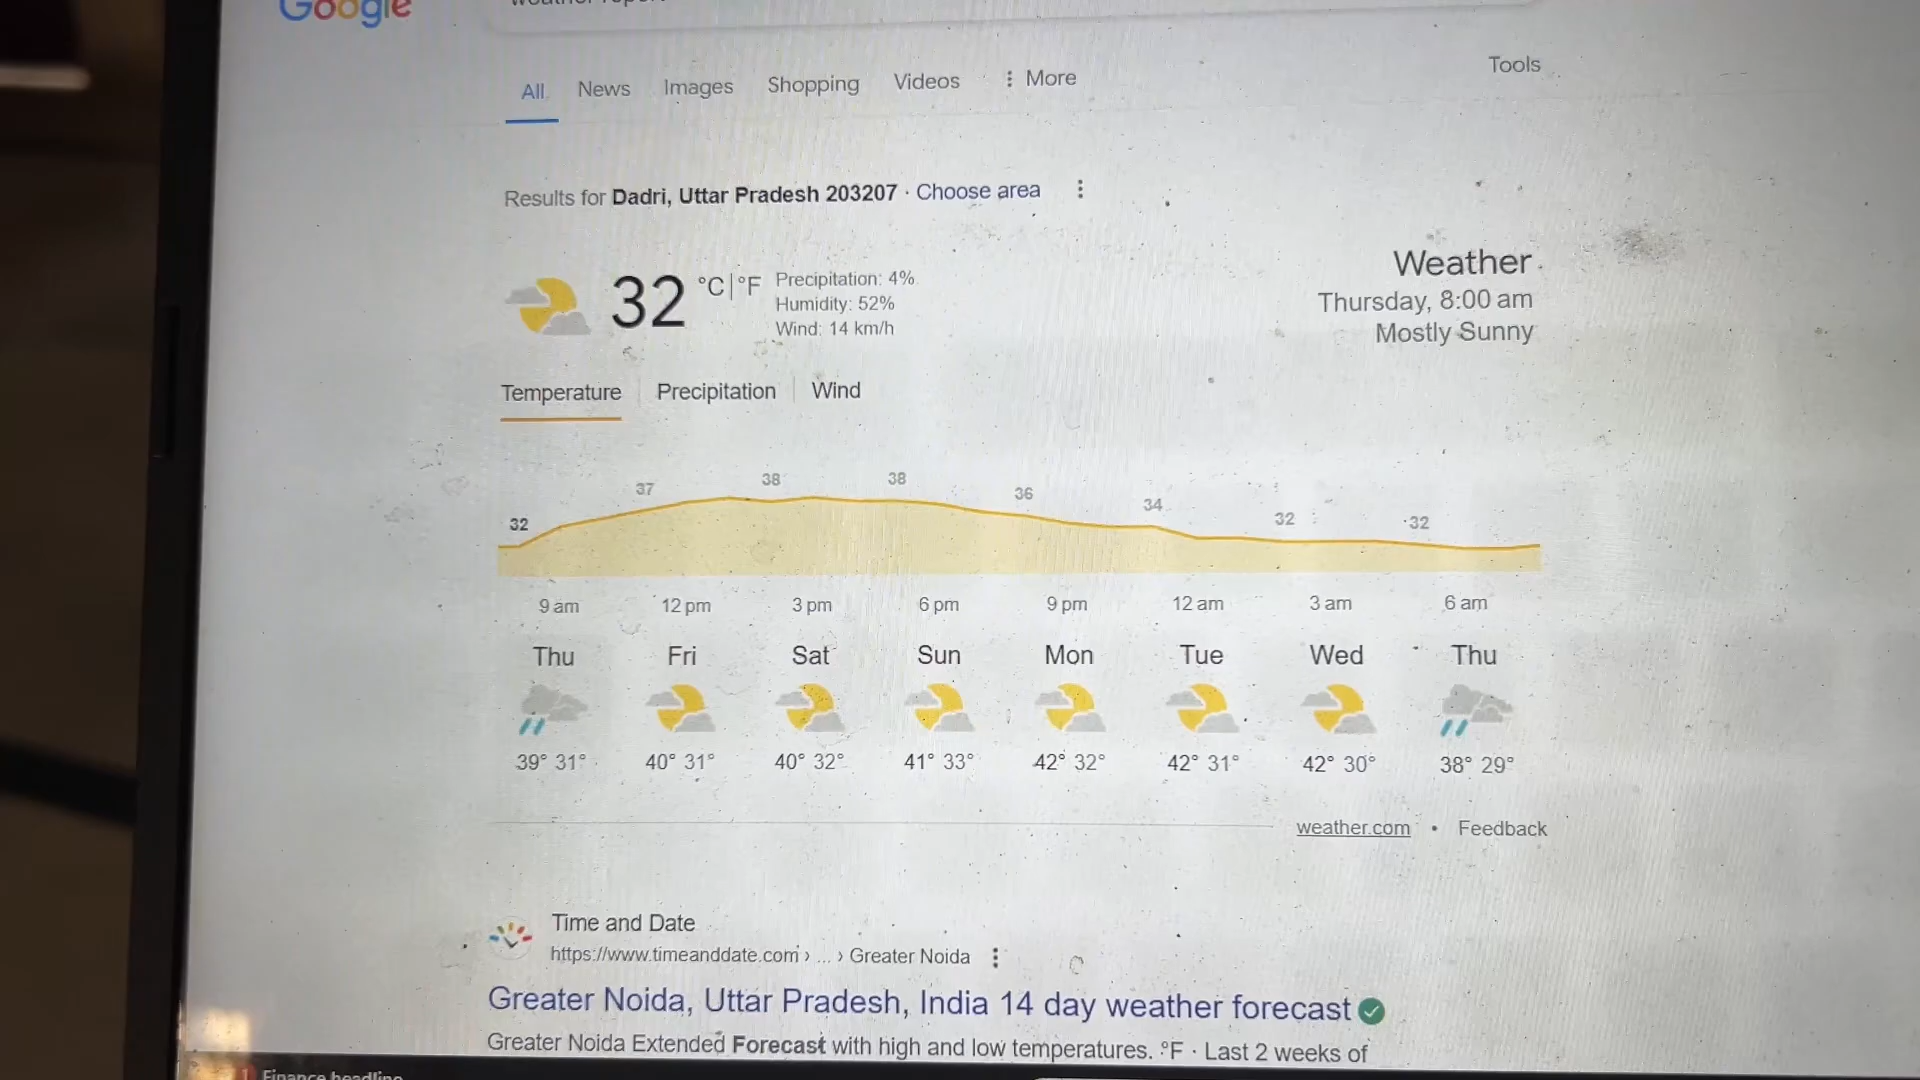 Google
All News Images Shopping Videos More Tools
Results for Dadri, Uttar Pradesh 203207 · Choose area
32 °C|°F
Precipitation: 4%
Humidity: 52%
Wind: 14 km/h
Weather
Thursday, 8:00 am
Mostly Sunny
Temperature Precipitation Wind
32 37 38 38 36 34 32 32
9 am 12 pm 3 pm 6 pm 9 pm 12 am 3 am 6 am
Thu Fri Sat Sun Mon Tue Wed Thu
39° 31° 40° 31° 40° 32° 41° 33° 42° 32° 42° 31° 42° 30° 38° 29°
weather.com • Feedback
Time and Date
https://www.timeanddate.com › ... › Greater Noida
Greater Noida, Uttar Pradesh, India 14 day weather forecast
Greater Noida Extended Forecast with high and low temperatures. °F · Last 2 weeks of
1 Finance headline